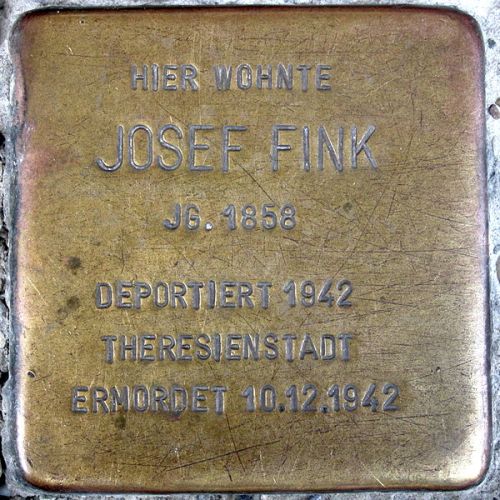 HIER WOHNTE
JOSEF FINK
JG. 1858
DEPORTIERT 1942
THERESIENSTADT
ERMORDET 10.12.1942